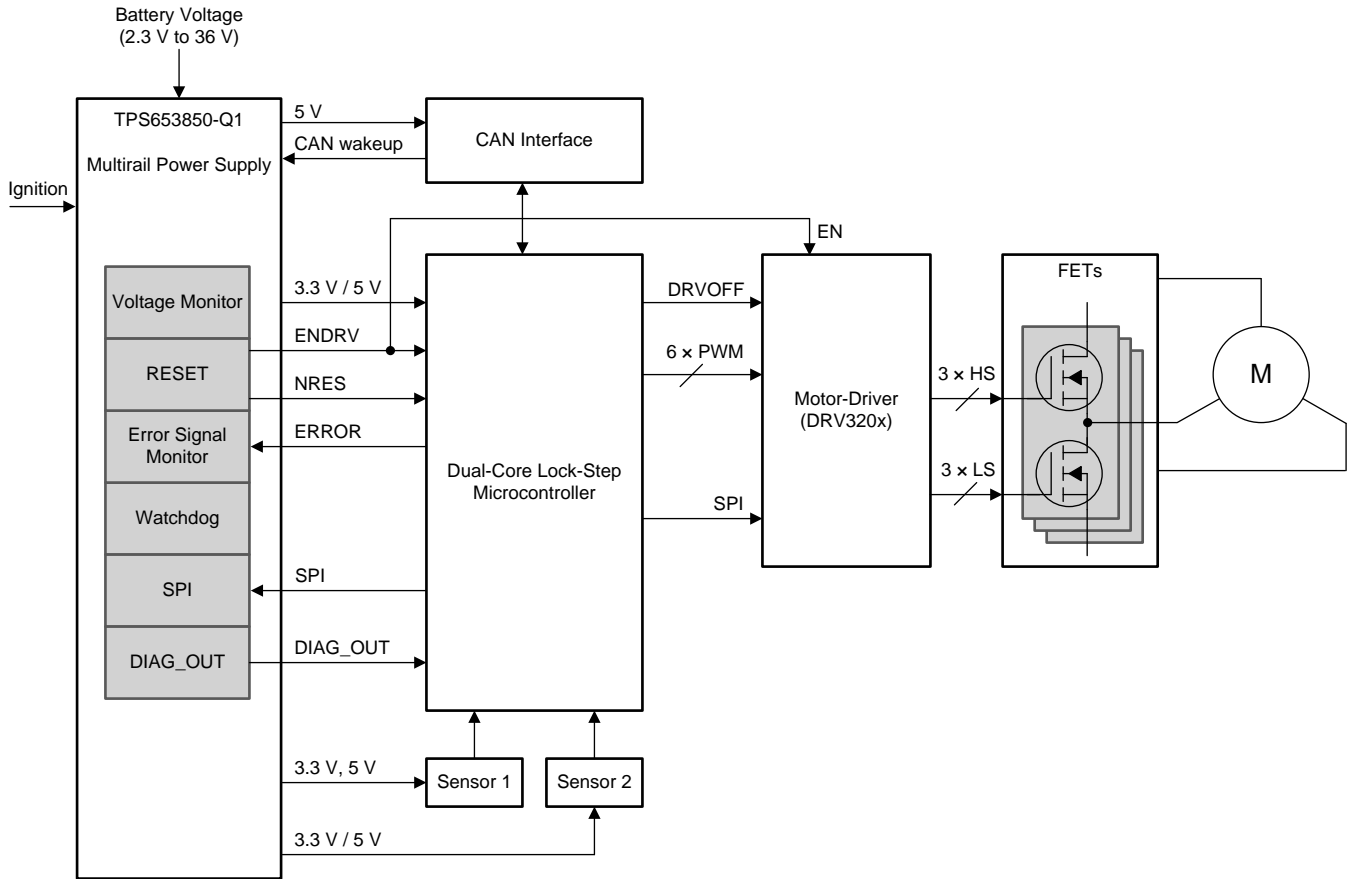 Battery Voltage
(2.3 V to 36 V)
TPS653850-Q1
Multirail Power Supply
Ignition
5 V
CAN wakeup
CAN Interface
Voltage Monitor
RESET
Error Signal
Monitor
Watchdog
SPI
DIAG_OUT
3.3 V / 5 V
ENDRV
NRES
ERROR
SPI
DIAG_OUT
3.3 V, 5 V
3.3 V / 5 V
Dual-Core Lock-Step
Microcontroller
Sensor 1
Sensor 2
EN
DRVOFF
6 × PWM
SPI
Motor-Driver
(DRV320x)
3 × HS
3 × LS
FETs
M